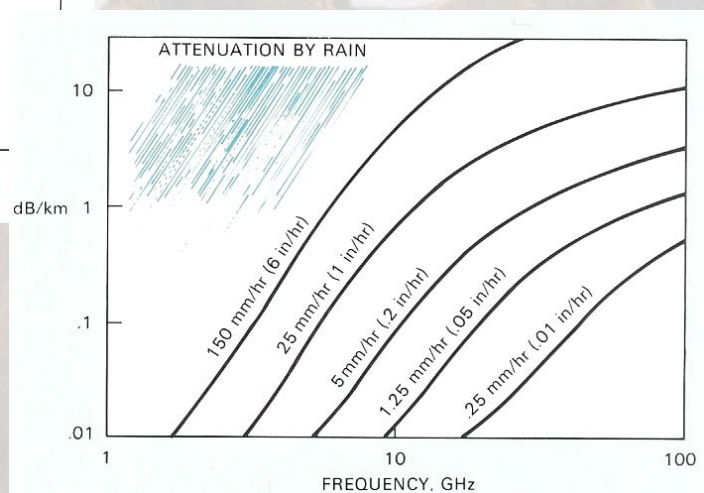 ATTENUATION BY RAIN
10
dB/km
1
.1
.01
150 mm/hr (6 in/hr)
25 mm/hr (1 in/hr)
5 mm/hr (.2 in/hr)
1.25 mm/hr (.05 in/hr)
.25 mm/hr (.01 in/hr)
1
10
100
FREQUENCY, GHz